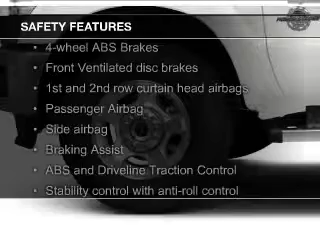 SAFETY FEATURES
• 4-wheel ABS Brakes
• Front Ventilated disc brakes
• 1st and 2nd row curtain head airbags
• Passenger Airbag
• Side airbag
• Braking Assist
• ABS and Driveline Traction Control
• Stability control with anti-roll control